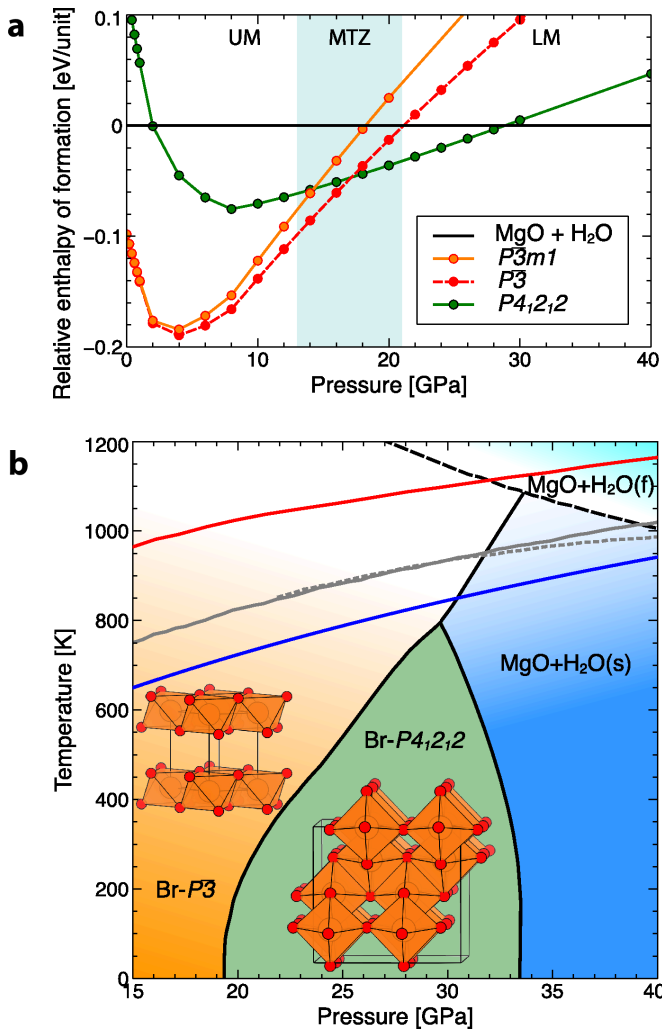 a
Relative enthalpy of formation [eV/unit]
0.1
0
−0.1
−0.2
UM
MTZ
LM
MgO + H₂O
P3̅m1
P3̅
P4₁2₁2
0
10
20
30
40
Pressure [GPa]
b
Temperature [K]
1200
1000
800
600
400
200
0
MgO+H₂O(f)
MgO+H₂O(s)
Br-P4₁2₁2
Br-P3̅
15
20
25
30
35
40
Pressure [GPa]